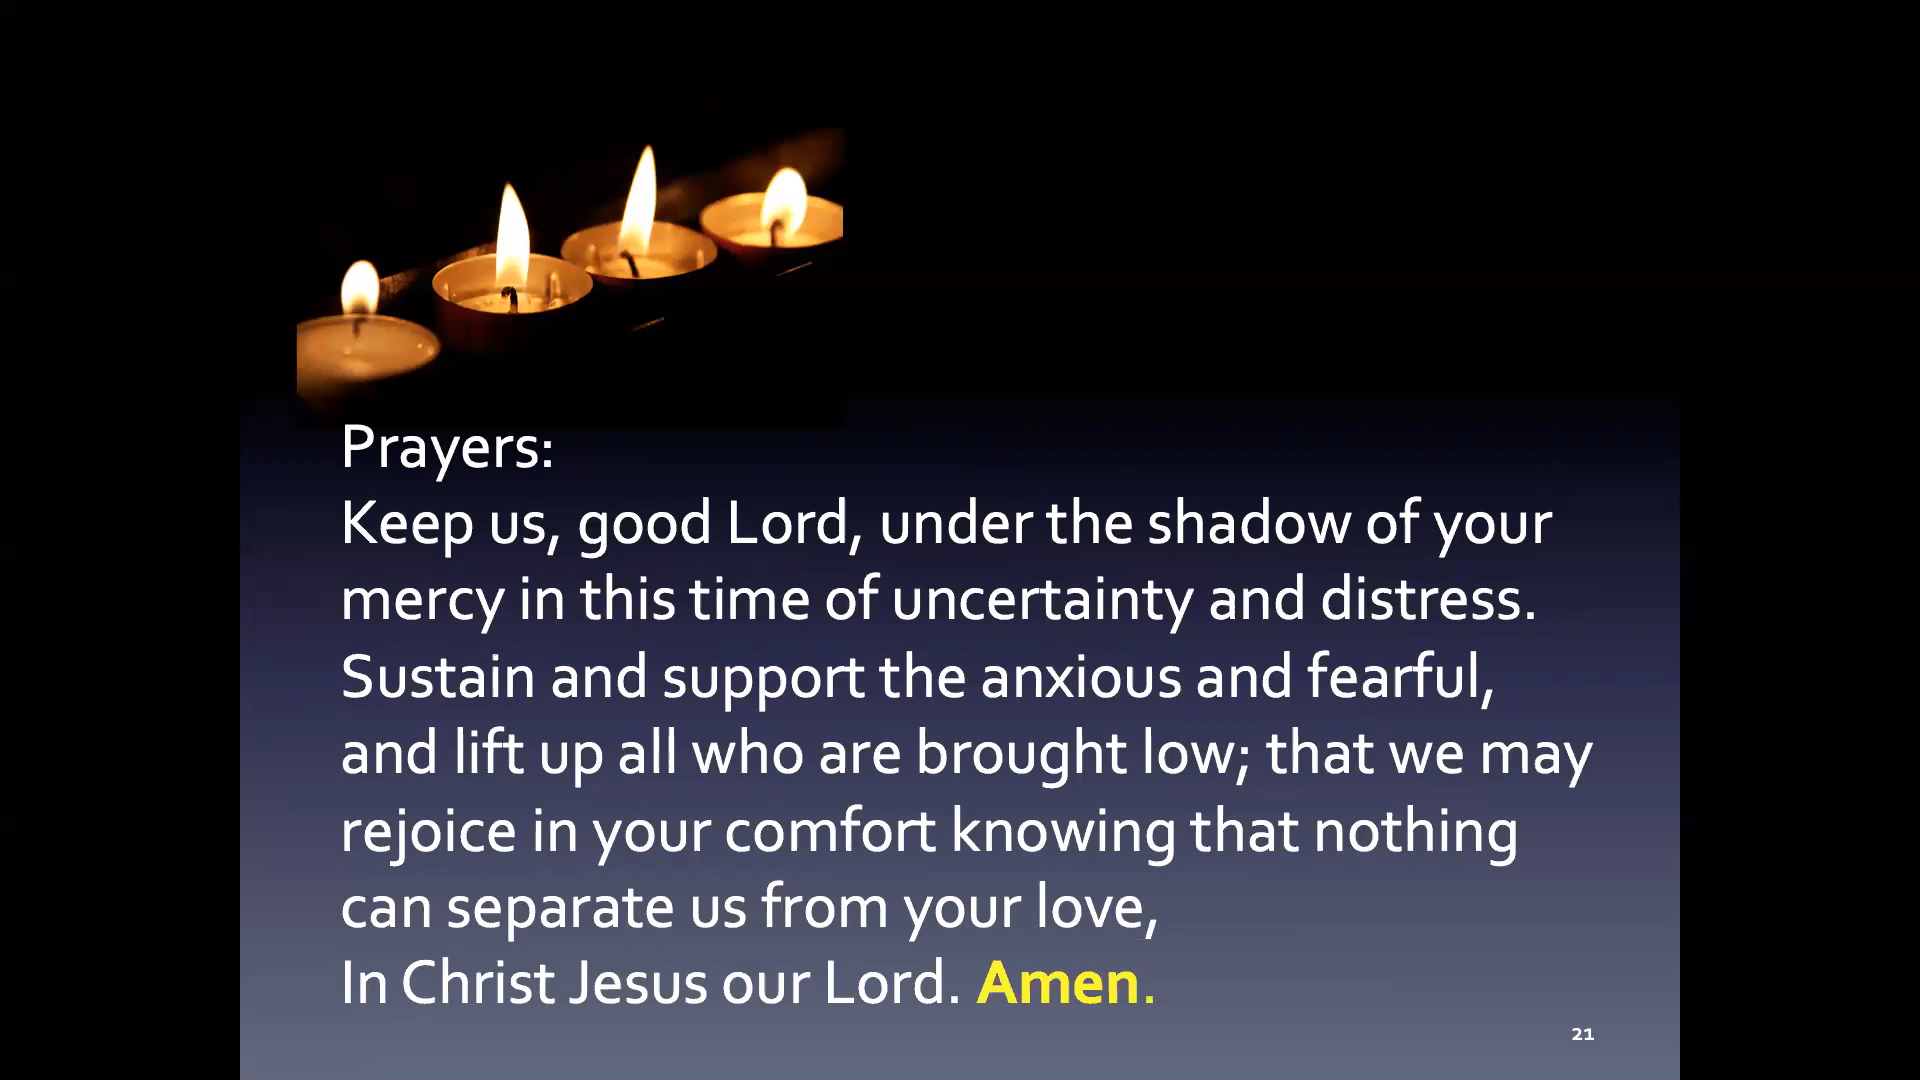 Prayers:
Keep us, good Lord, under the shadow of your
mercy in this time of uncertainty and distress.
Sustain and support the anxious and fearful,
and lift up all who are brought low; that we may
rejoice in your comfort knowing that nothing
can separate us from your love,
In Christ Jesus our Lord. Amen.
21